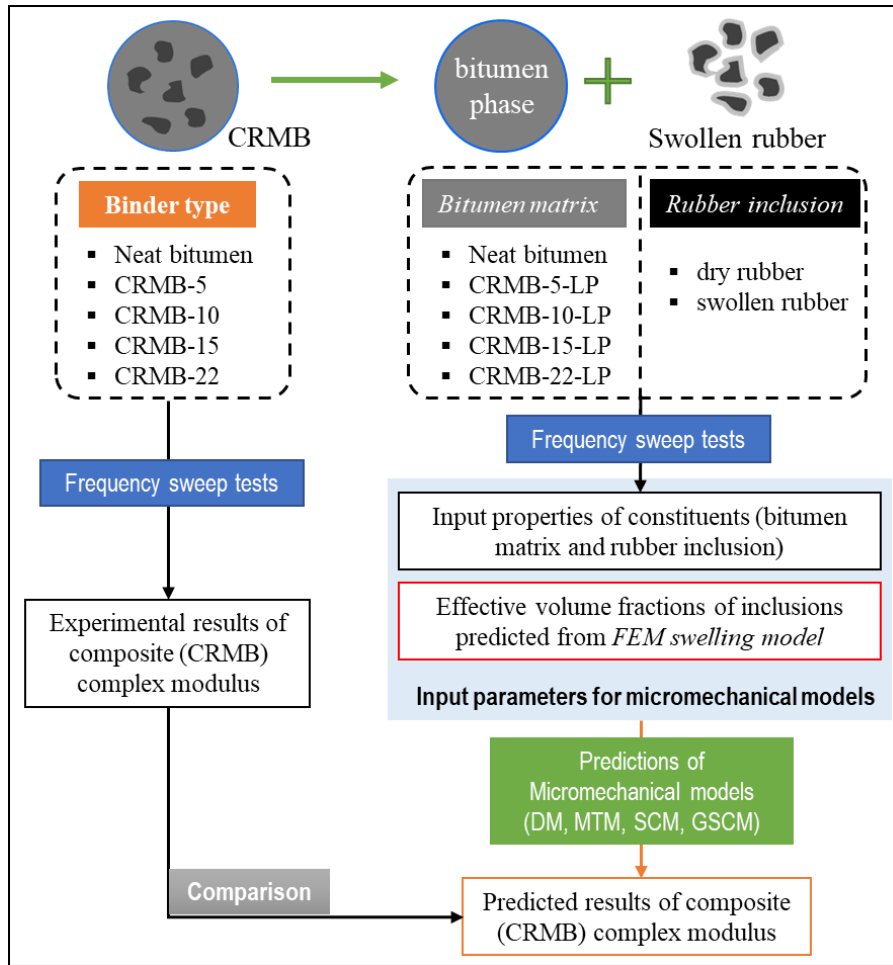 CRMB
bitumen
phase
Swollen rubber
Binder type
▪ Neat bitumen
▪ CRMB-5
▪ CRMB-10
▪ CRMB-15
▪ CRMB-22
Bitumen matrix
▪ Neat bitumen
▪ CRMB-5-LP
▪ CRMB-10-LP
▪ CRMB-15-LP
▪ CRMB-22-LP
Rubber inclusion
▪ dry rubber
▪ swollen rubber
Frequency sweep tests
Experimental results of
composite (CRMB)
complex modulus
Frequency sweep tests
Input properties of constituents (bitumen
matrix and rubber inclusion)
Effective volume fractions of inclusions
predicted from FEM swelling model
Input parameters for micromechanical models
Predictions of
Micromechanical models
(DM, MTM, SCM, GSCM)
Comparison
Predicted results of composite
(CRMB) complex modulus